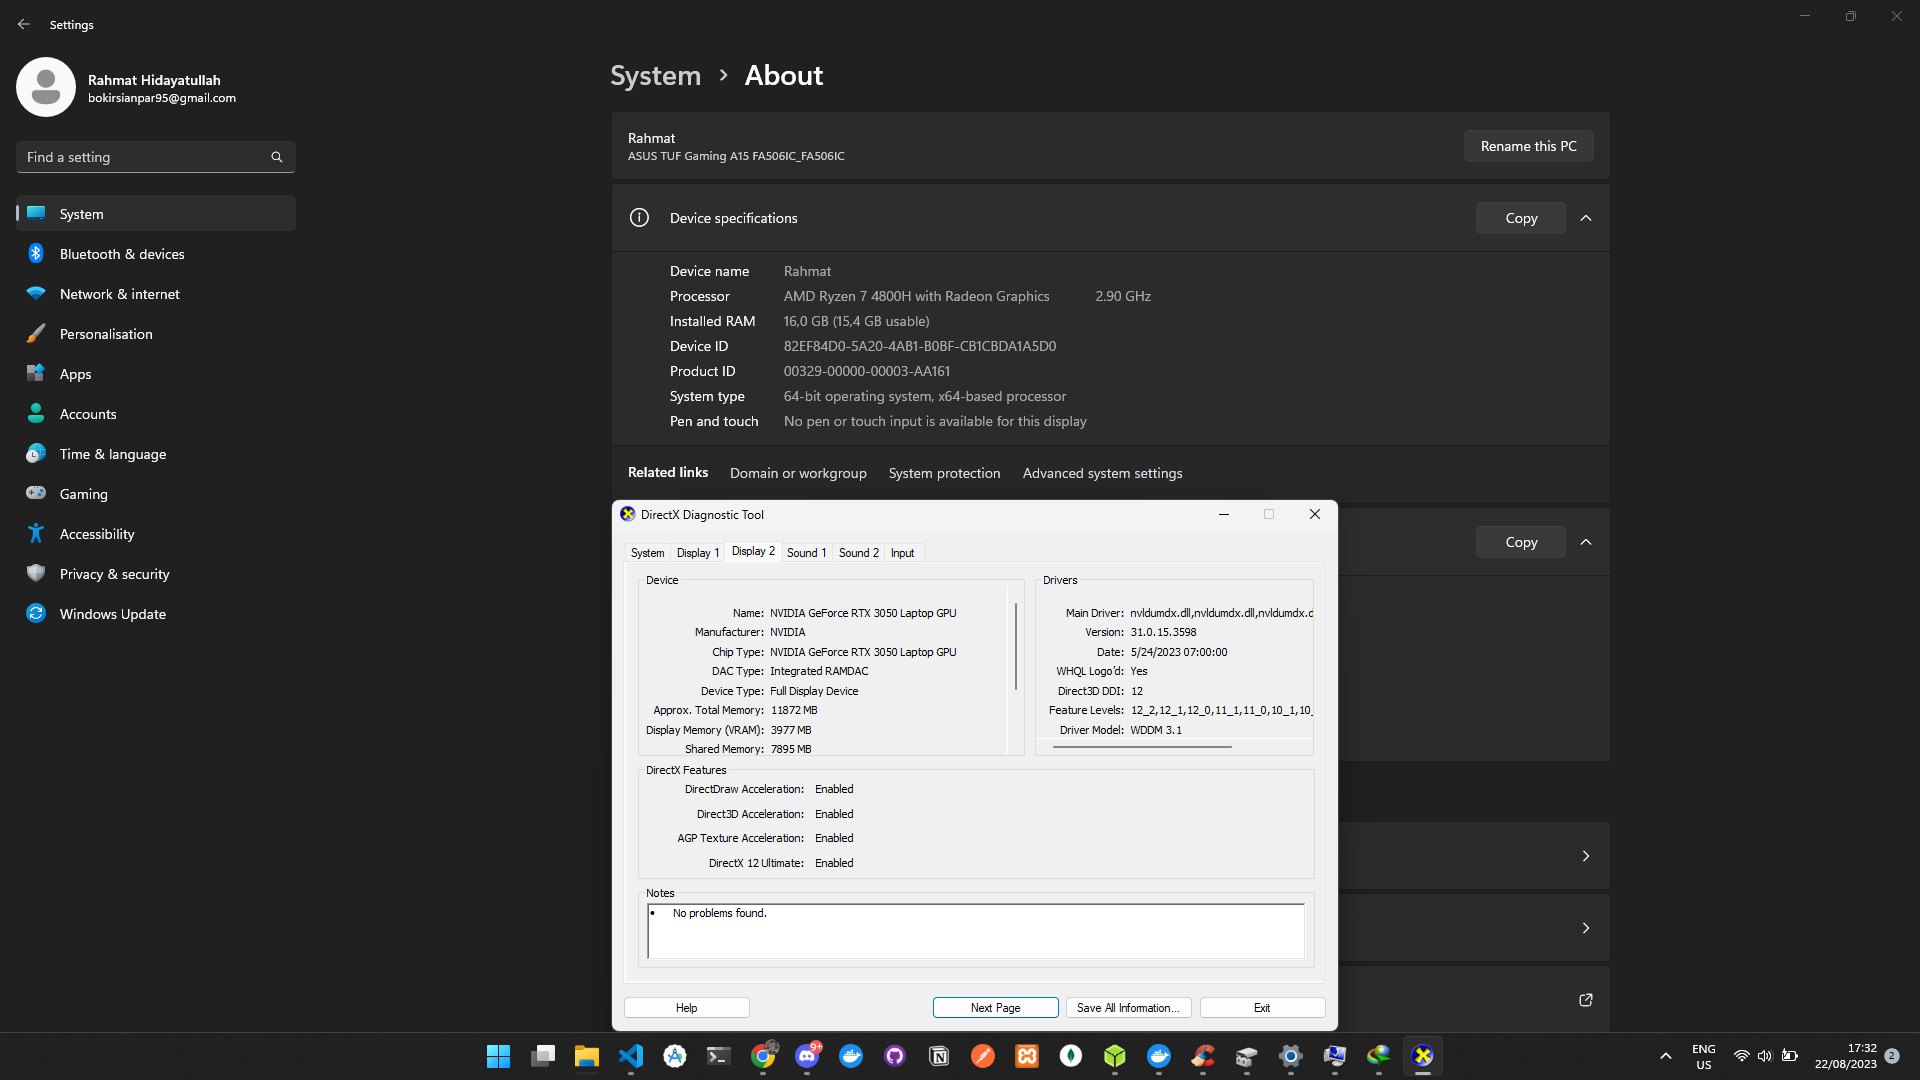 Settings
Rahmat Hidayatullah
bokirsianpar95@gmail.com
Find a setting
System
Bluetooth & devices
Network & internet
Personalisation
Apps
Accounts
Time & language
Gaming
Accessibility
Privacy & security
Windows Update
System > About
Rahmat
ASUS TUF Gaming A15 FA506IC_FA506IC
Rename this PC
Device specifications
Copy
Device name Rahmat
Processor AMD Ryzen 7 4800H with Radeon Graphics 2.90 GHz
Installed RAM 16,0 GB (15,4 GB usable)
Device ID 82EF84D0-5A20-4AB1-B0BF-CB1CBDA1A5D0
Product ID 00329-00000-00003-AA161
System type 64-bit operating system, x64-based processor
Pen and touch No pen or touch input is available for this display
Related links Domain or workgroup System protection Advanced system settings
Copy
DirectX Diagnostic Tool
System Display 1 Display 2 Sound 1 Sound 2 Input
Device
Name: NVIDIA GeForce RTX 3050 Laptop GPU
Manufacturer: NVIDIA
Chip Type: NVIDIA GeForce RTX 3050 Laptop GPU
DAC Type: Integrated RAMDAC
Device Type: Full Display Device
Approx. Total Memory: 11872 MB
Display Memory (VRAM): 3977 MB
Shared Memory: 7895 MB
Drivers
Main Driver: nvldumdx.dll,nvldumdx.dll,nvldumdx.d
Version: 31.0.15.3598
Date: 5/24/2023 07:00:00
WHQL Logo'd: Yes
Direct3D DDI: 12
Feature Levels: 12_2,12_1,12_0,11_1,11_0,10_1,10_
Driver Model: WDDM 3.1
DirectX Features
DirectDraw Acceleration: Enabled
Direct3D Acceleration: Enabled
AGP Texture Acceleration: Enabled
DirectX 12 Ultimate: Enabled
Notes
• No problems found.
Help
Next Page
Save All Information...
Exit
9+
ENG
US
17:32
22/08/2023
2